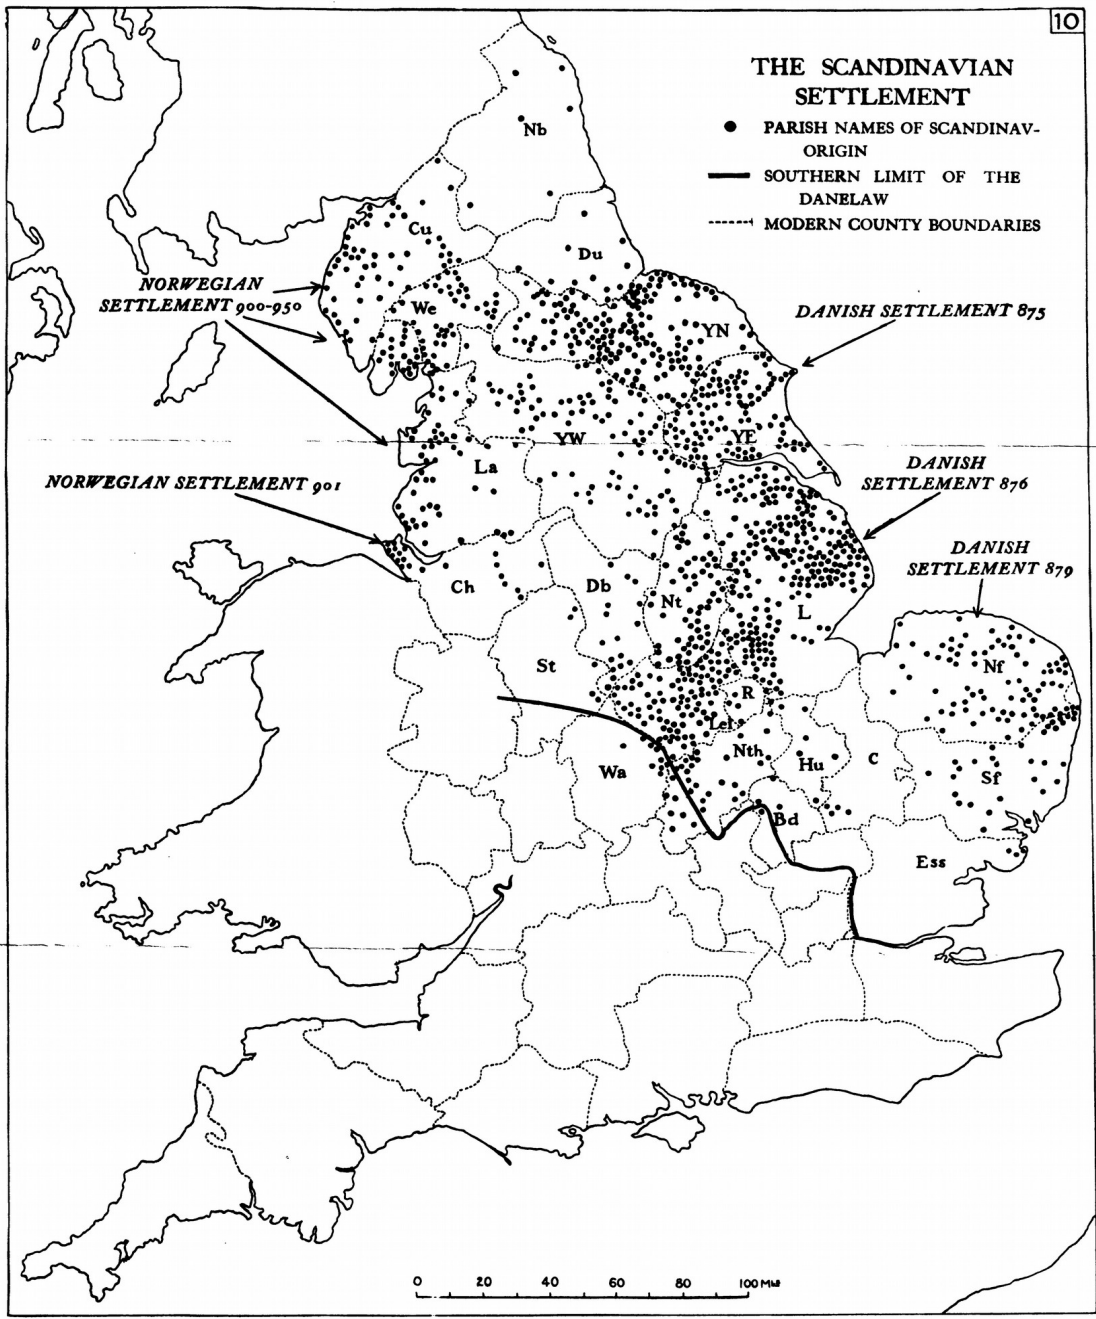 10
THE SCANDINAVIAN
SETTLEMENT
PARISH NAMES OF SCANDINAV-
ORIGIN
SOUTHERN LIMIT OF THE
DANELAW
MODERN COUNTY BOUNDARIES
Nb
Cu
Du
NORWEGIAN
SETTLEMENT 900-950
We
YN
DANISH SETTLEMENT 875
YW
YE
La
NORWEGIAN SETTLEMENT 901
DANISH
SETTLEMENT 876
DANISH
SETTLEMENT 879
Ch
Db
Nt
L
St
Nf
R
Lei
Nth
Wa
Hu
C
Sf
Bd
Ess
0 20 40 60 80 100 Mls